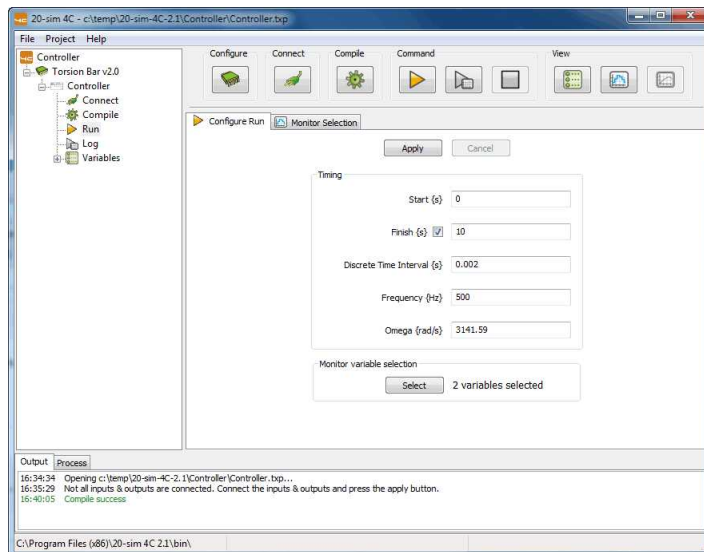 20-sim 4C - c:\temp\20-sim-4C-2.1\Controller\Controller.txp
File Project Help
Controller
Torsion Bar v2.0
Controller
Connect
Compile
Run
Log
Variables
Configure Connect Compile Command View
Configure Run Monitor Selection
Apply Cancel
Timing
Start {s} 0
Finish {s} 10
Discrete Time Interval {s} 0.002
Frequency {Hz} 500
Omega {rad/s} 3141.59
Monitor variable selection
Select 2 variables selected
Output Process
16:34:34 Opening c:\temp\20-sim-4C-2.1\Controller\Controller.txp...
16:35:29 Not all inputs & outputs are connected. Connect the inputs & outputs and press the apply button.
16:40:05 Compile success
C:\Program Files (x86)\20-sim 4C 2.1\bin\